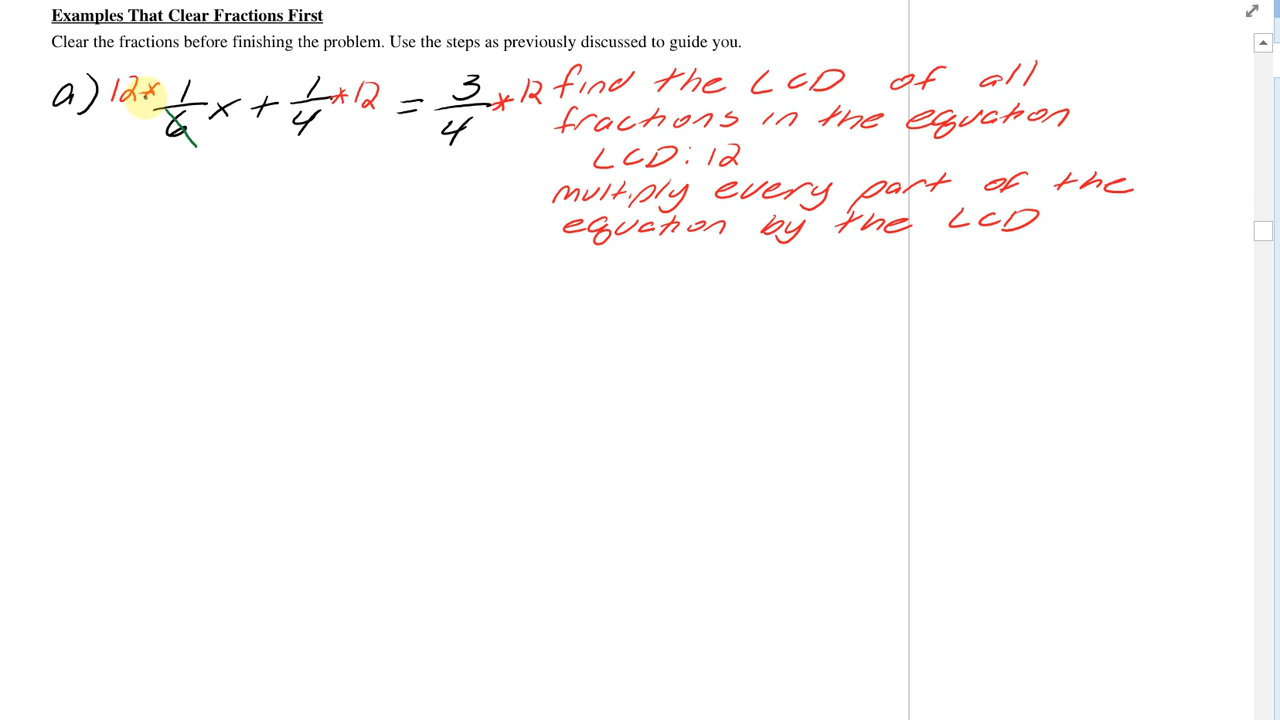 Examples That Clear Fractions First
Clear the fractions before finishing the problem. Use the steps as previously discussed to guide you.
a) 12* 1/6 x + 1/4 *12 = 3/4 *12
find the LCD of all
fractions in the equation
LCD: 12
multiply every part of the
equation by the LCD